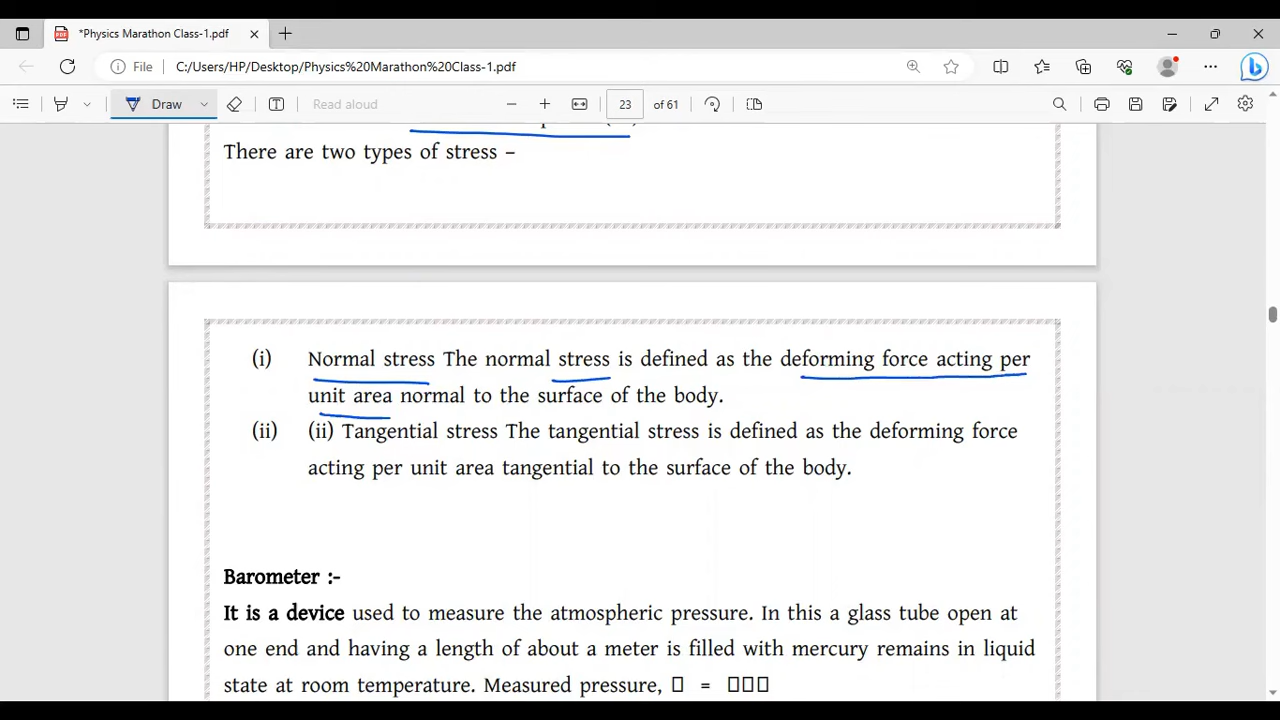 *Physics Marathon Class-1.pdf
File C:/Users/HP/Desktop/Physics%20Marathon%20Class-1.pdf
Draw Read aloud 23 of 61
There are two types of stress –
(i) Normal stress The normal stress is defined as the deforming force acting per
unit area normal to the surface of the body.
(ii) (ii) Tangential stress The tangential stress is defined as the deforming force
acting per unit area tangential to the surface of the body.
Barometer :-
It is a device used to measure the atmospheric pressure. In this a glass tube open at
one end and having a length of about a meter is filled with mercury remains in liquid
state at room temperature. Measured pressure, =